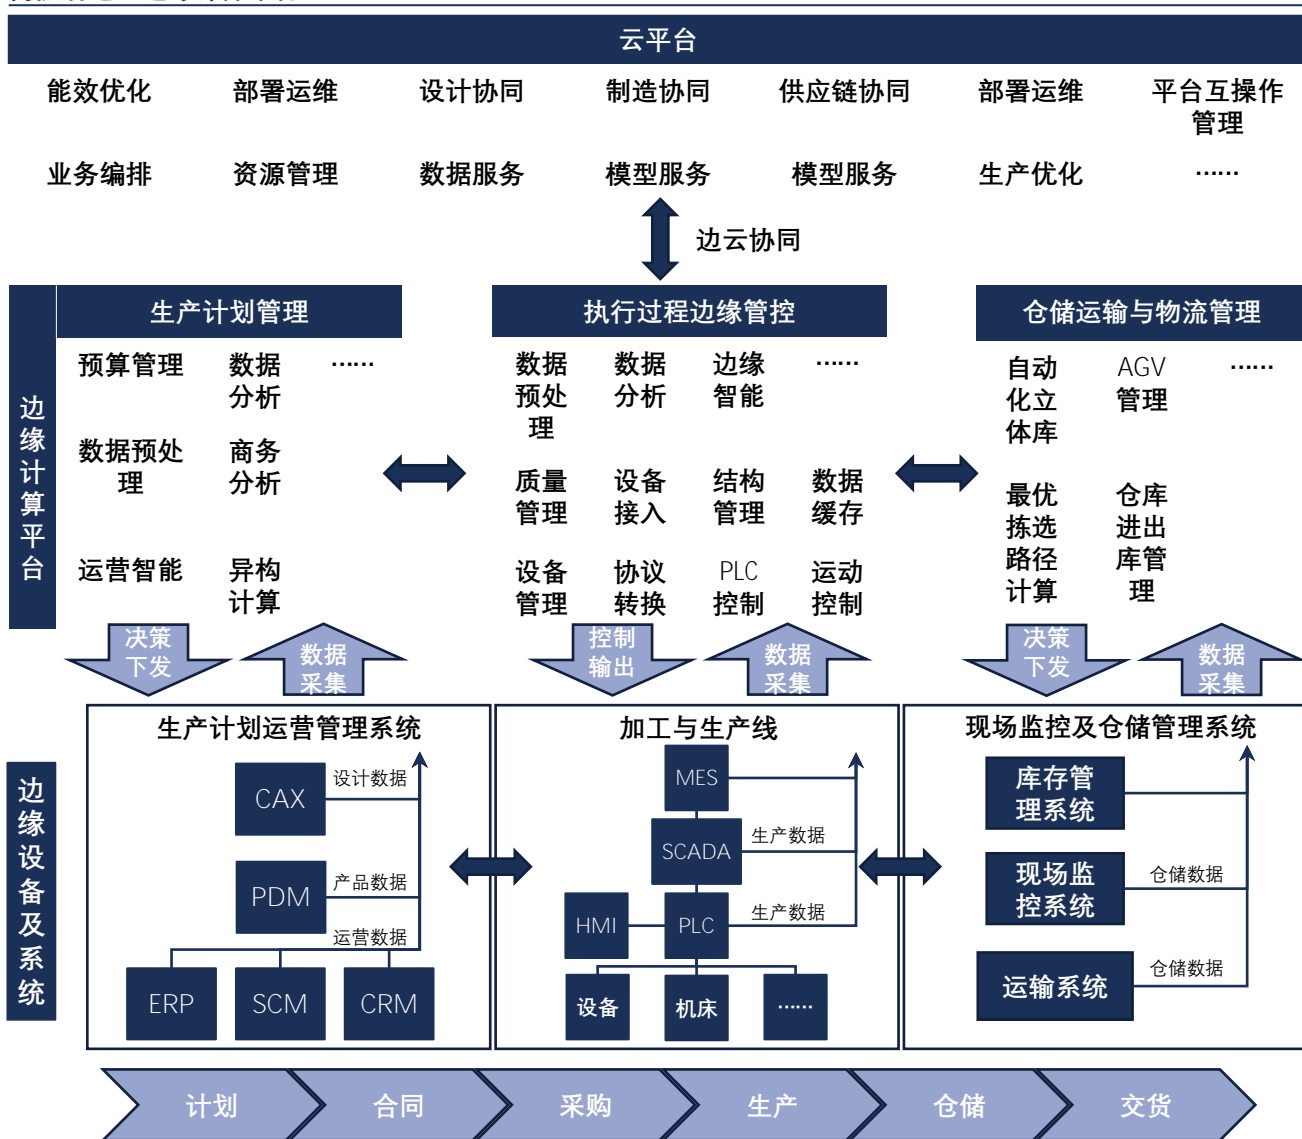 云平台
能效优化
部署运维
设计协同
制造协同
供应链协同
部署运维
平台互操作
管理
业务编排
资源管理
数据服务
模型服务
模型服务
生产优化
……
边云协同
边缘计算平台
生产计划管理
预算管理
数据
分析
……
数据预处
理
商务
分析
运营智能
异构
计算
执行过程边缘管控
数据
预处
理
数据
分析
边缘
智能
……
质量
管理
设备
接入
结构
管理
数据
缓存
设备
管理
协议
转换
PLC
控制
运动
控制
仓储运输与物流管理
自动
化立
体库
AGV
管理
……
最优
拣选
路径
计算
仓库
进出
库管
理
决策
下发
数据
采集
控制
输出
数据
采集
决策
下发
数据
采集
边缘设备及系统
生产计划运营管理系统
CAX
设计数据
PDM
产品数据
运营数据
ERP
SCM
CRM
加工与生产线
MES
SCADA
生产数据
HMI
PLC
生产数据
设备
机床
……
现场监控及仓储管理系统
库存管
理系统
现场监
控系统
仓储数据
运输系统
仓储数据
计划
合同
采购
生产
仓储
交货